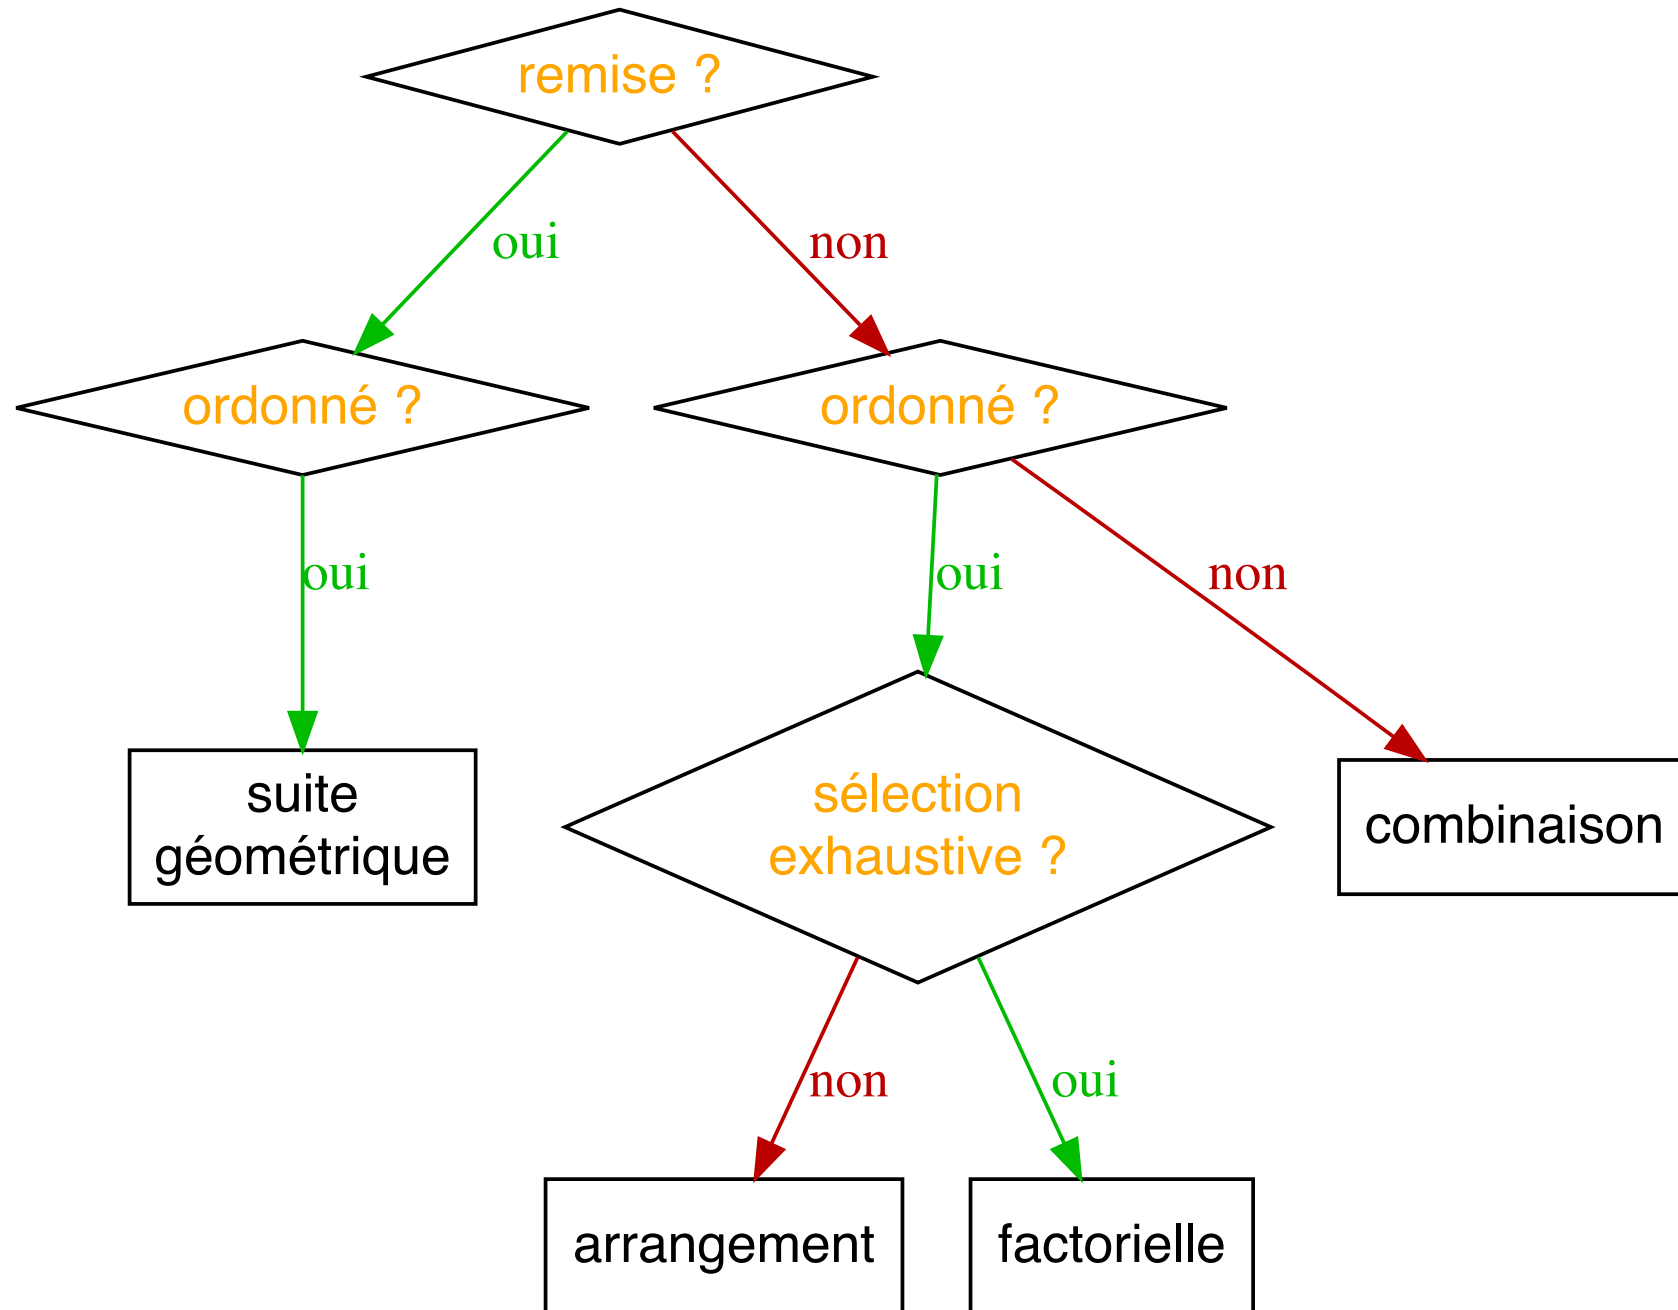 remise ?
oui
non
ordonné ?
ordonné ?
oui
oui
non
suite
géométrique
sélection
exhaustive ?
combinaison
non
oui
arrangement
factorielle